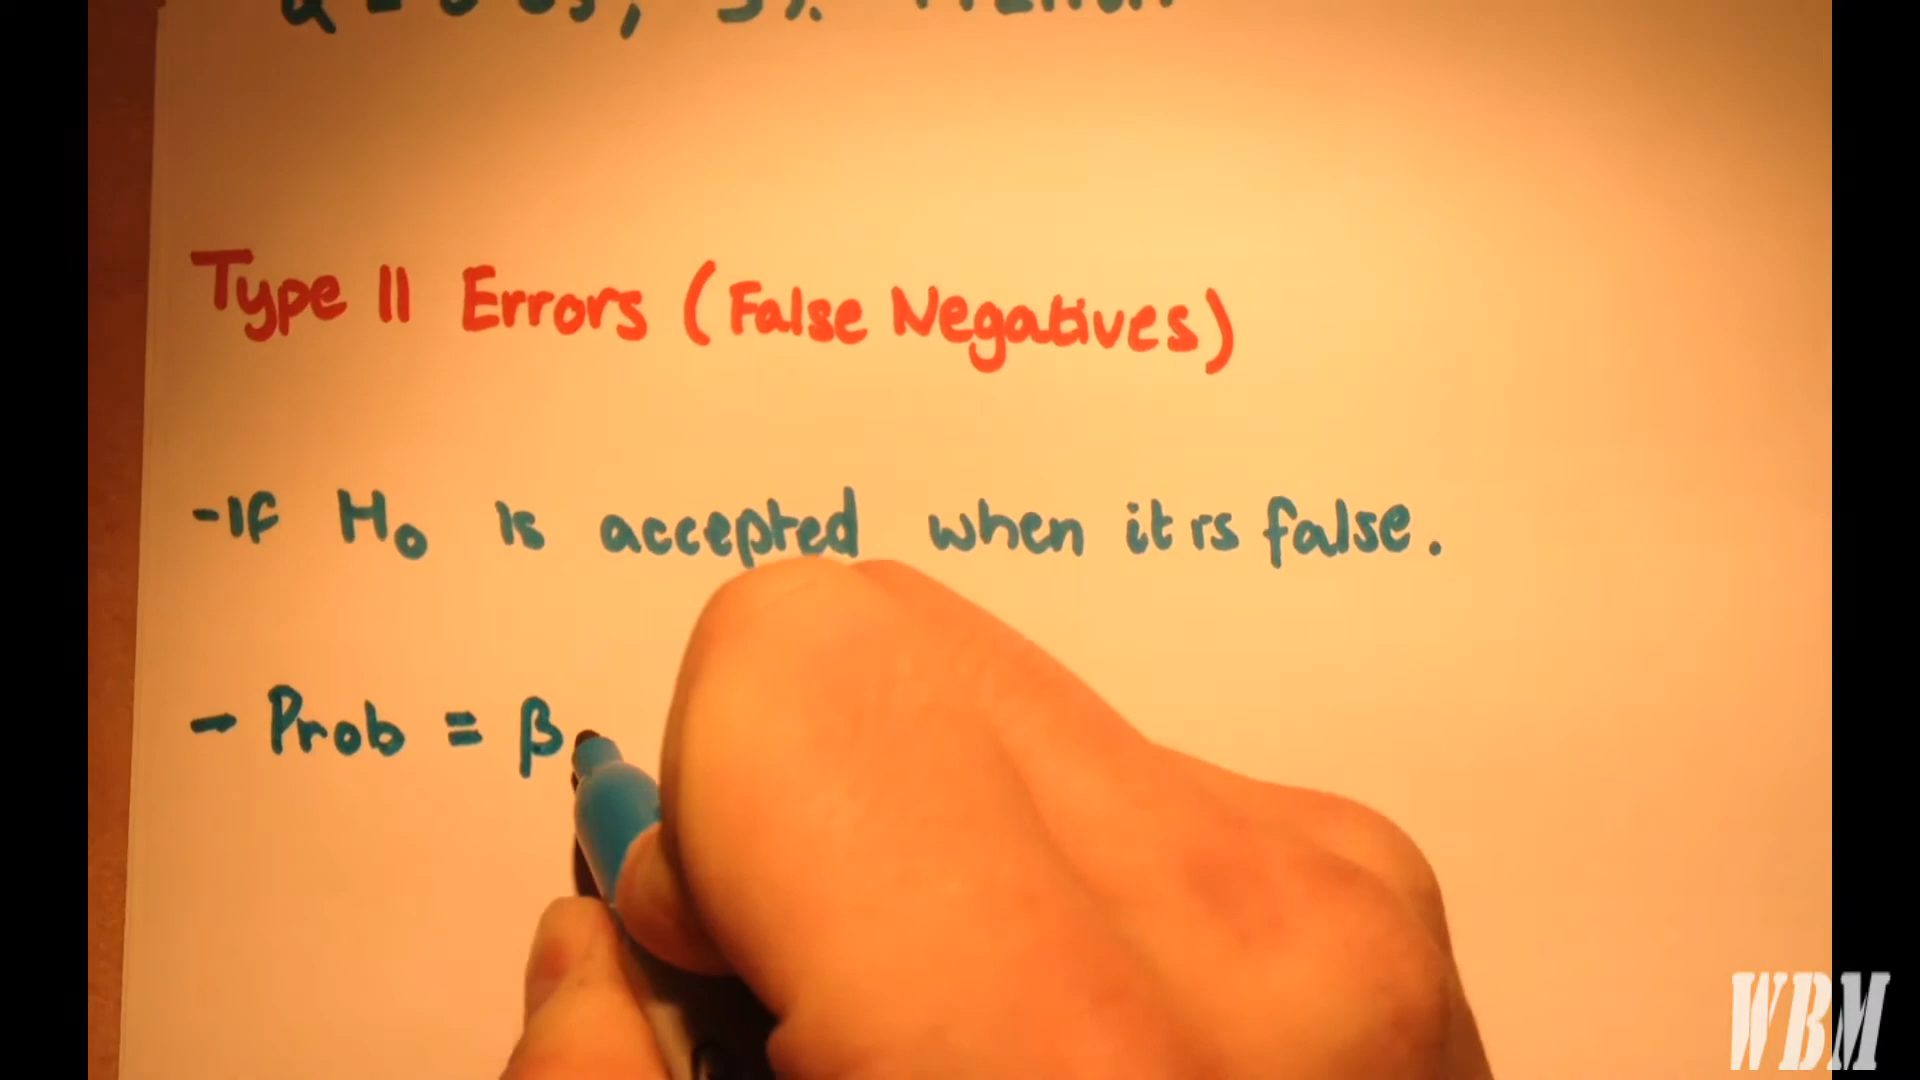 Type II Errors (False Negatives)
- If H₀ is accepted when it is false.
- Prob = β
WBM